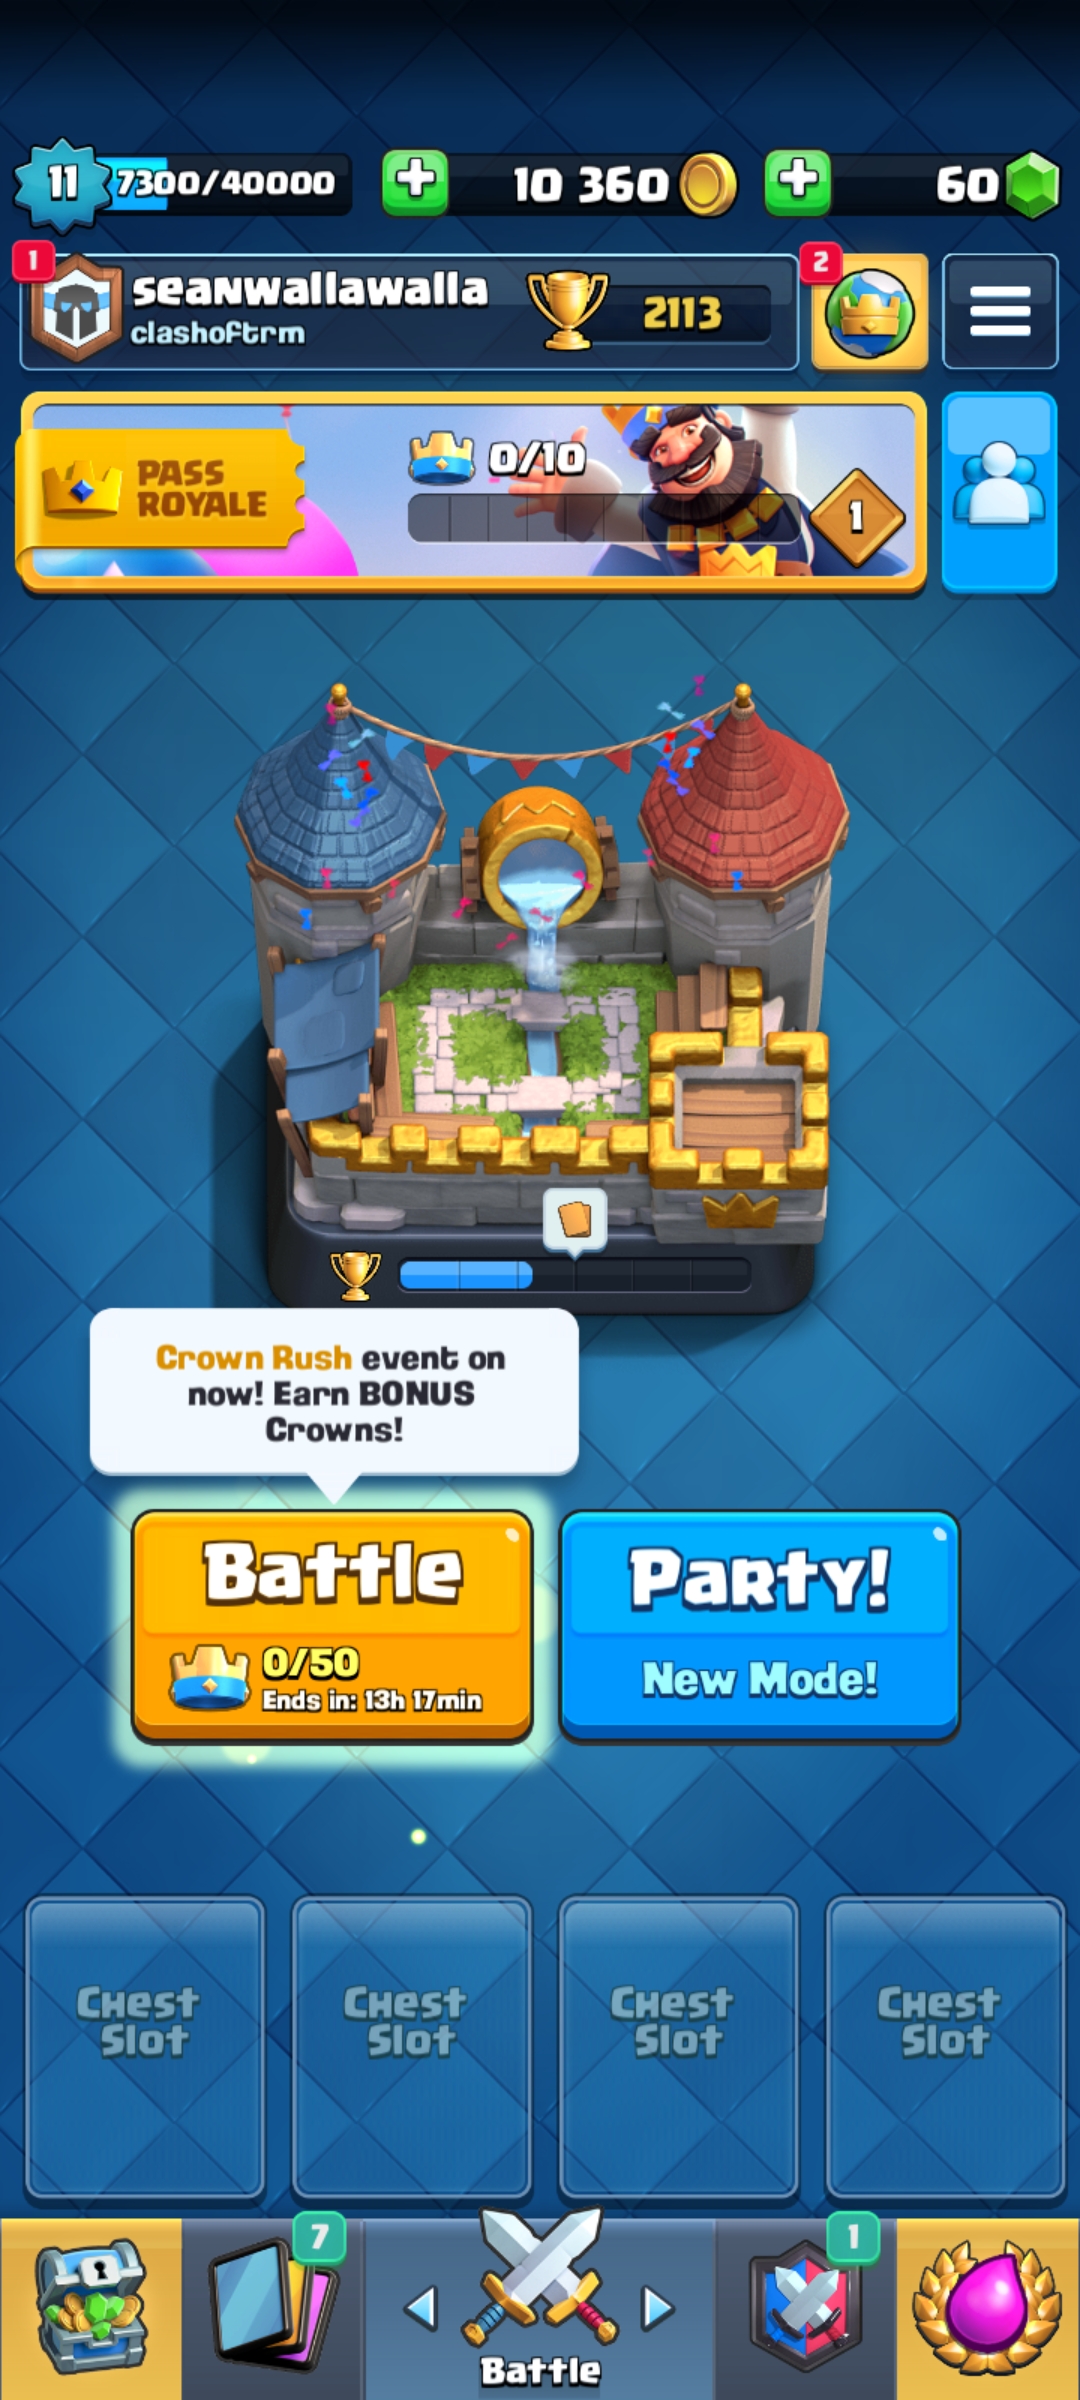 11
7300/40000
10 360
60
1
seanwallawalla
clashoftrm
2113
2
PASS
ROYALE
0/10
1
Crown Rush event on
now! Earn BONUS
Crowns!
Battle
0/50
Ends in: 13h 17min
Party!
New Mode!
Chest
Slot
Chest
Slot
Chest
Slot
Chest
Slot
7
1
Battle